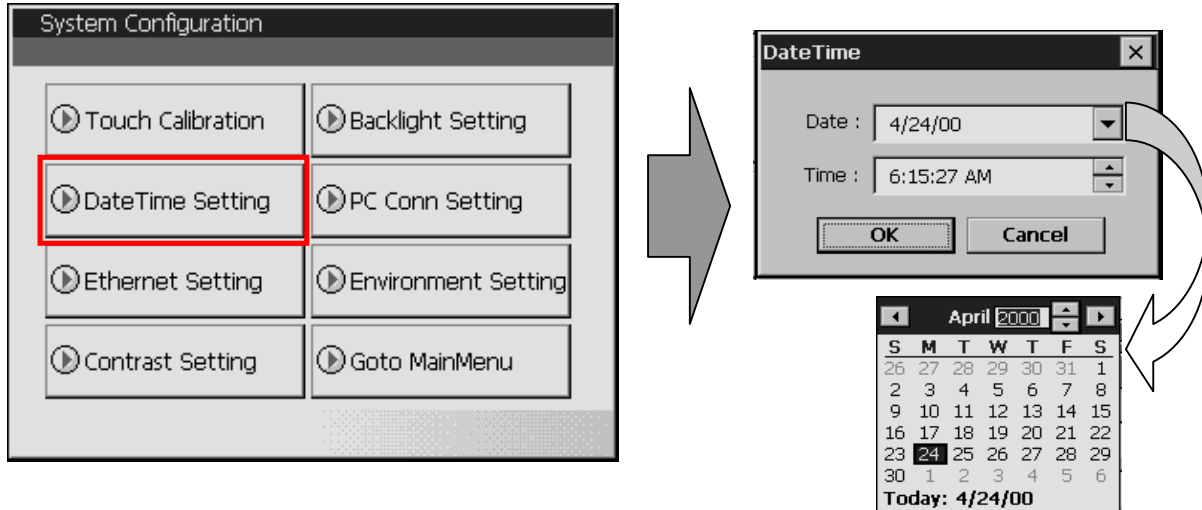 System Configuration
Touch Calibration
Backlight Setting
DateTime Setting
PC Conn Setting
Ethernet Setting
Environment Setting
Contrast Setting
Goto MainMenu
DateTime
Date : 4/24/00
Time : 6:15:27 AM
OK Cancel
April 2000
S M T W T F S
26 27 28 29 30 31 1
2 3 4 5 6 7 8
9 10 11 12 13 14 15
16 17 18 19 20 21 22
23 24 25 26 27 28 29
30 1 2 3 4 5 6
Today: 4/24/00